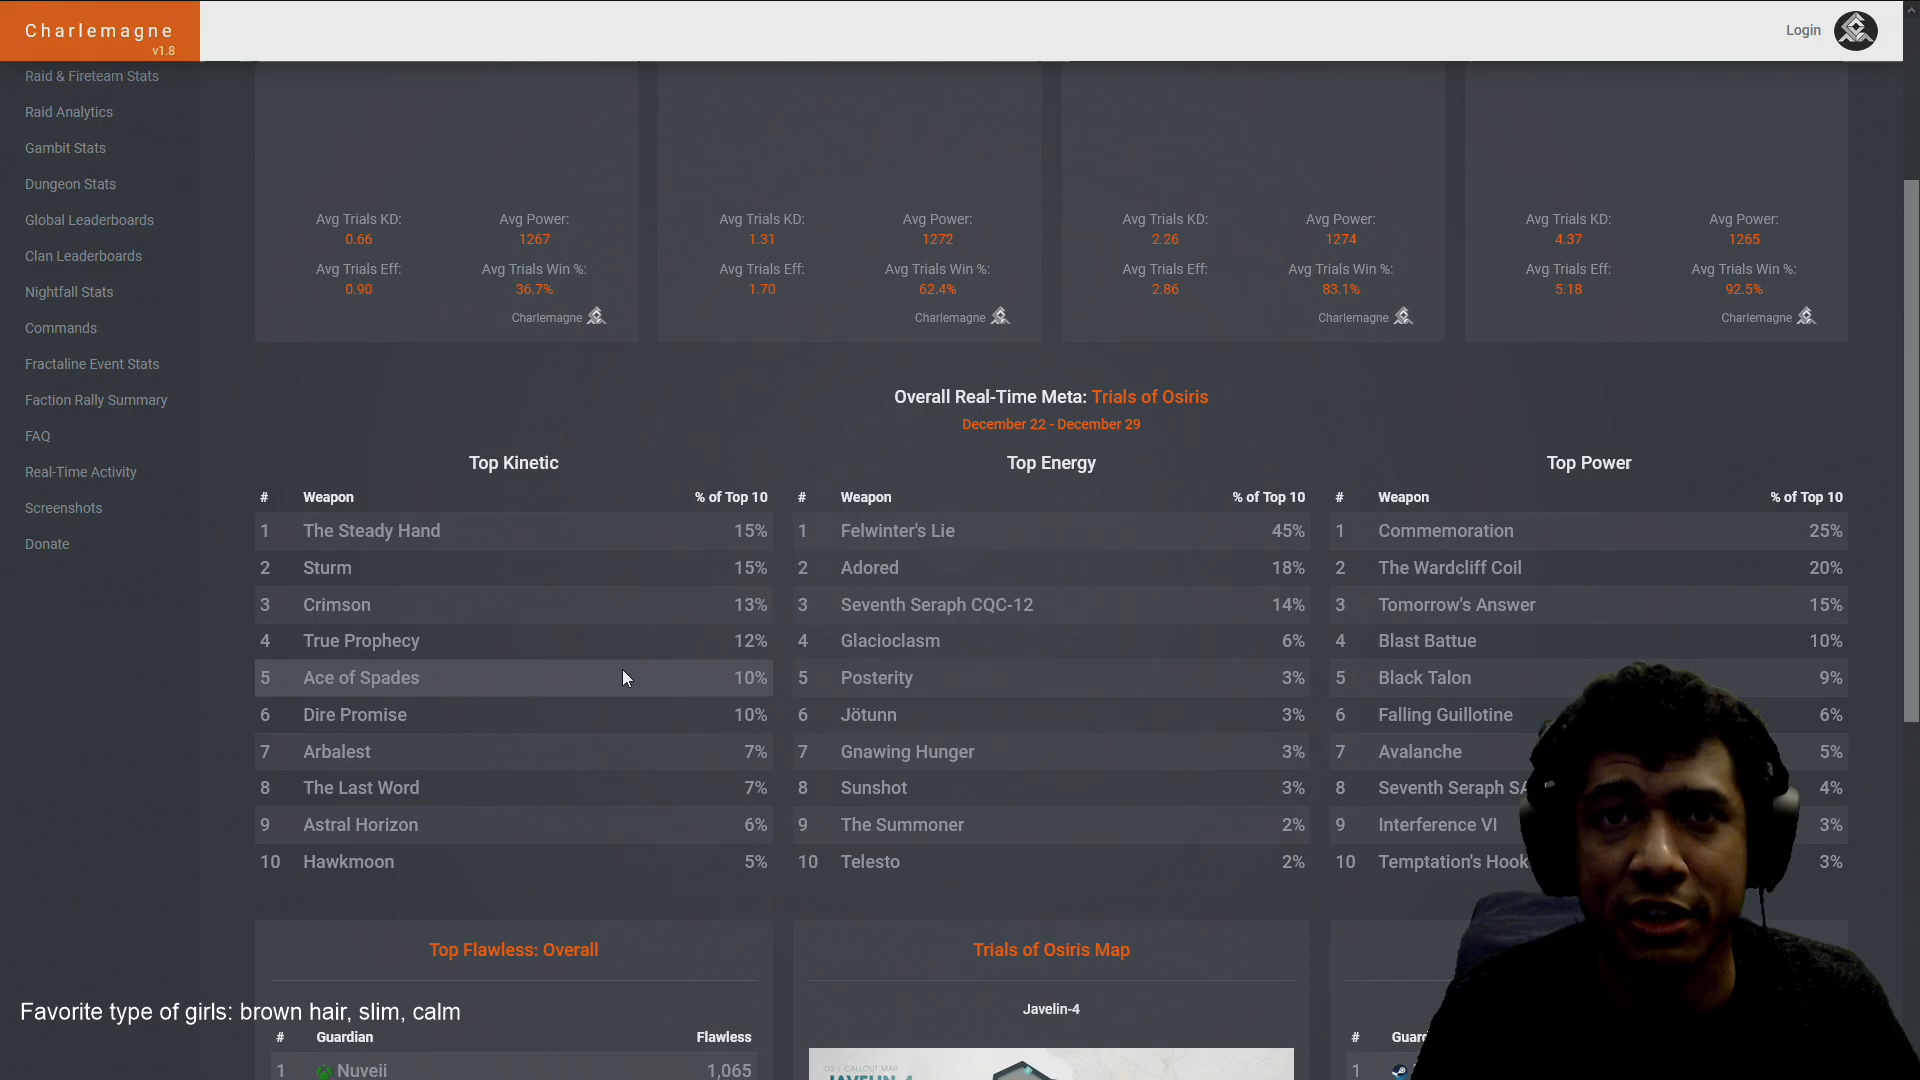 Charlemagne
v1.8
Login
Raid & Fireteam Stats
Raid Analytics
Gambit Stats
Dungeon Stats
Global Leaderboards
Clan Leaderboards
Nightfall Stats
Commands
Fractaline Event Stats
Faction Rally Summary
FAQ
Real-Time Activity
Screenshots
Donate
Avg Trials KD: Avg Power:
0.66 1267
Avg Trials Eff: Avg Trials Win %:
0.90 36.7%
Charlemagne
Avg Trials KD: Avg Power:
1.31 1272
Avg Trials Eff: Avg Trials Win %:
1.70 62.4%
Charlemagne
Avg Trials KD: Avg Power:
2.26 1274
Avg Trials Eff: Avg Trials Win %:
2.86 83.1%
Charlemagne
Avg Trials KD: Avg Power:
4.37 1265
Avg Trials Eff: Avg Trials Win %:
5.18 92.5%
Charlemagne
Overall Real-Time Meta: Trials of Osiris
December 22 - December 29
Top Kinetic
# Weapon % of Top 10
1 The Steady Hand 15%
2 Sturm 15%
3 Crimson 13%
4 True Prophecy 12%
5 Ace of Spades 10%
6 Dire Promise 10%
7 Arbalest 7%
8 The Last Word 7%
9 Astral Horizon 6%
10 Hawkmoon 5%
Top Energy
# Weapon % of Top 10
1 Felwinter's Lie 45%
2 Adored 18%
3 Seventh Seraph CQC-12 14%
4 Glacioclasm 6%
5 Posterity 3%
6 Jötunn 3%
7 Gnawing Hunger 3%
8 Sunshot 3%
9 The Summoner 2%
10 Telesto 2%
Top Power
# Weapon % of Top 10
1 Commemoration 25%
2 The Wardcliff Coil 20%
3 Tomorrow's Answer 15%
4 Blast Battue 10%
5 Black Talon 9%
6 Falling Guillotine 6%
7 Avalanche 5%
8 Seventh Seraph 4%
9 Interference VI 3%
10 Temptation's Hook 3%
Top Flawless: Overall
# Guardian Flawless
1 Nuveii 1,065
Trials of Osiris Map
Javelin-4
D2 CALLOUT MAP
JAVELIN-4
#
1
Favorite type of girls: brown hair, slim, calm